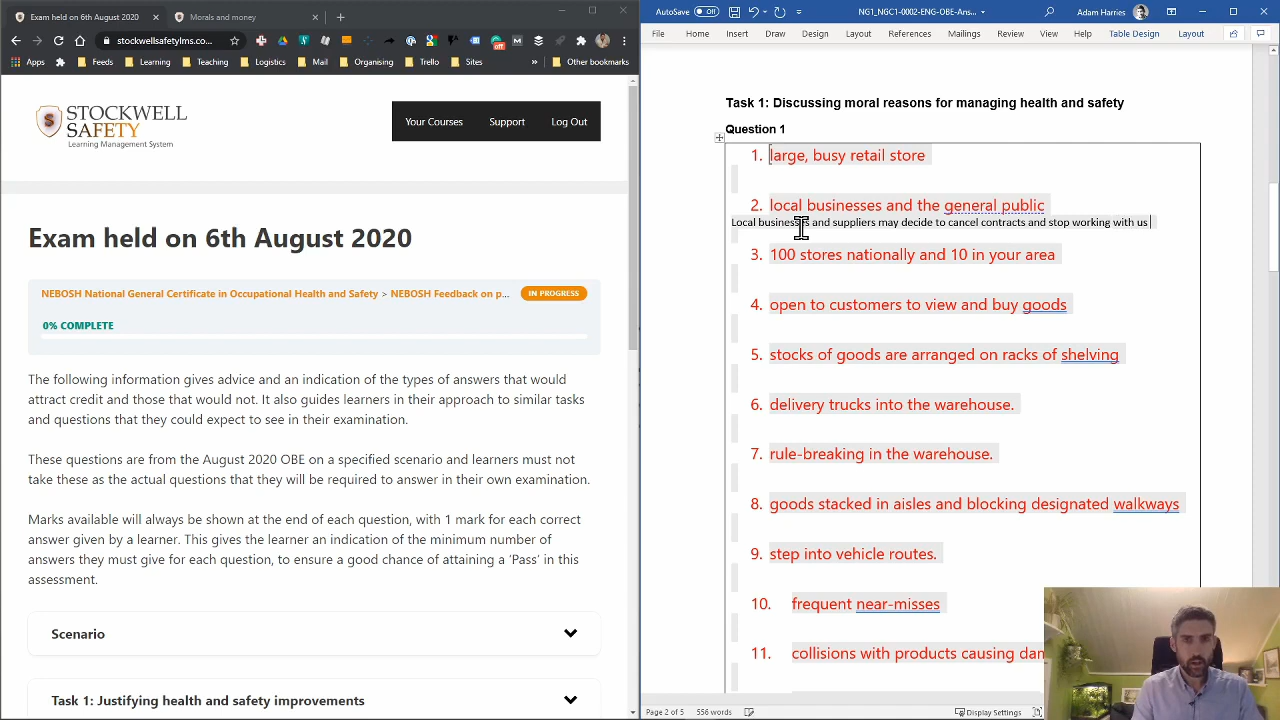 Exam held on 6th August 2020
Morals and money
stockwellsafetylms.co...
off
Apps
Feeds
Learning
Teaching
Logistics
Mail
Organising
Trello
Sites
Other bookmarks
STOCKWELL
SAFETY
Learning Management System
Your Courses
Support
Log Out
Exam held on 6th August 2020
NEBOSH National General Certificate in Occupational Health and Safety > NEBOSH Feedback on p...
IN PROGRESS
0% COMPLETE
The following information gives advice and an indication of the types of answers that would
attract credit and those that would not. It also guides learners in their approach to similar tasks
and questions that they could expect to see in their examination.
These questions are from the August 2020 OBE on a specified scenario and learners must not
take these as the actual questions that they will be required to answer in their own examination.
Marks available will always be shown at the end of each question, with 1 mark for each correct
answer given by a learner. This gives the learner an indication of the minimum number of
answers they must give for each question, to ensure a good chance of attaining a 'Pass' in this
assessment.
Scenario
Task 1: Justifying health and safety improvements
AutoSave Off
NG1_NGC1-0002-ENG-OBE-Ans...
Adam Harris
File Home Insert Draw Design Layout References Mailings Review View Help Table Design Layout
Task 1: Discussing moral reasons for managing health and safety
Question 1
1. large, busy retail store
2. local businesses and the general public
Local businesses and suppliers may decide to cancel contracts and stop working with us
3. 100 stores nationally and 10 in your area
4. open to customers to view and buy goods
5. stocks of goods are arranged on racks of shelving
6. delivery trucks into the warehouse.
7. rule-breaking in the warehouse.
8. goods stacked in aisles and blocking designated walkways
9. step into vehicle routes.
10. frequent near-misses
11. collisions with products causing dam
Page 2 of 5 556 words
Display Settings